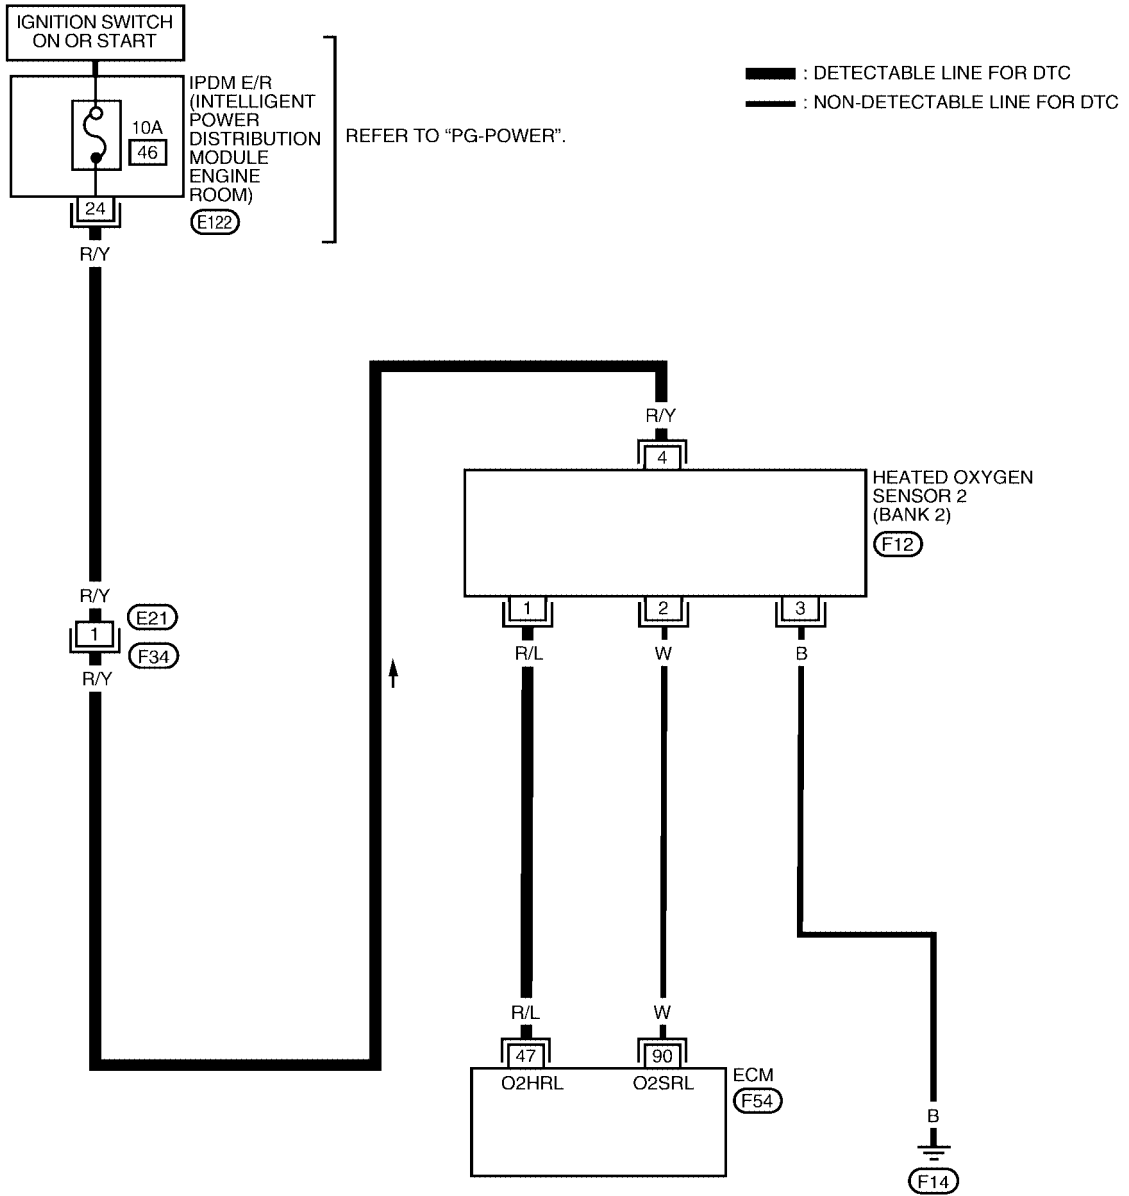 IGNITION SWITCH
ON OR START
IPDM E/R
(INTELLIGENT
POWER
DISTRIBUTION
MODULE
ENGINE
ROOM)
10A
46
24
E122
REFER TO “PG-POWER”.
: DETECTABLE LINE FOR DTC
: NON-DETECTABLE LINE FOR DTC
R/Y
R/Y
4
HEATED OXYGEN
SENSOR 2
(BANK 2)
F12
R/Y
1
E21
F34
R/Y
1
2
3
R/L
W
B
R/L
W
47
90
O2HRL
O2SRL
ECM
F54
B
F14